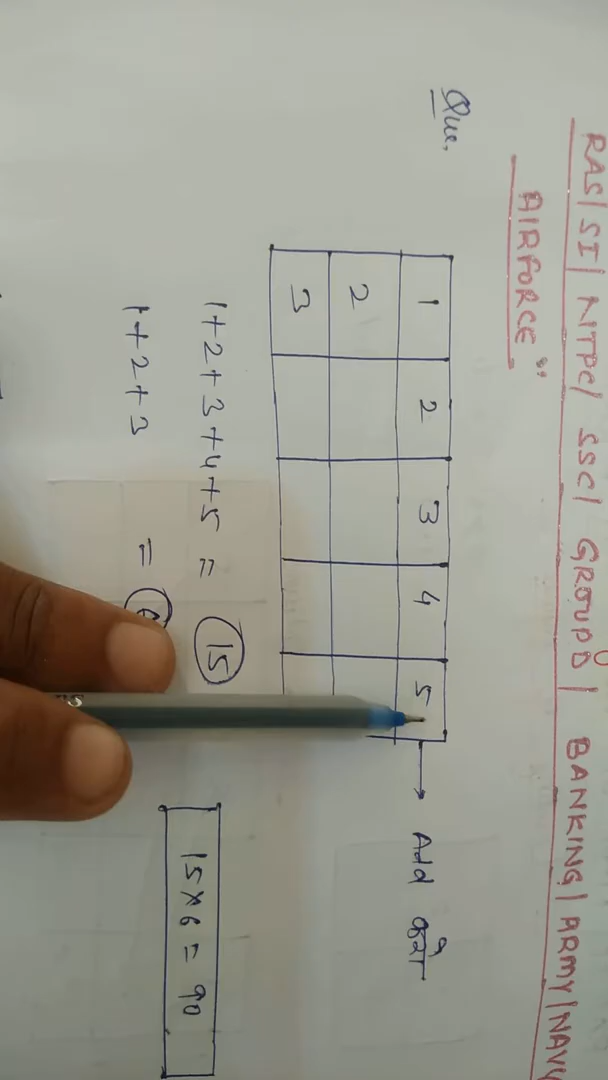 RAS/ SI/ NTPC/ SSC/ GROUP D/ BANKING/ ARMY/ NAVY
AIRFORCE"
Que.
1 2 3 4 5 → Add करो
2
3
1+2+3+4+5 = 15
1+2+3 =
15×6 = 90